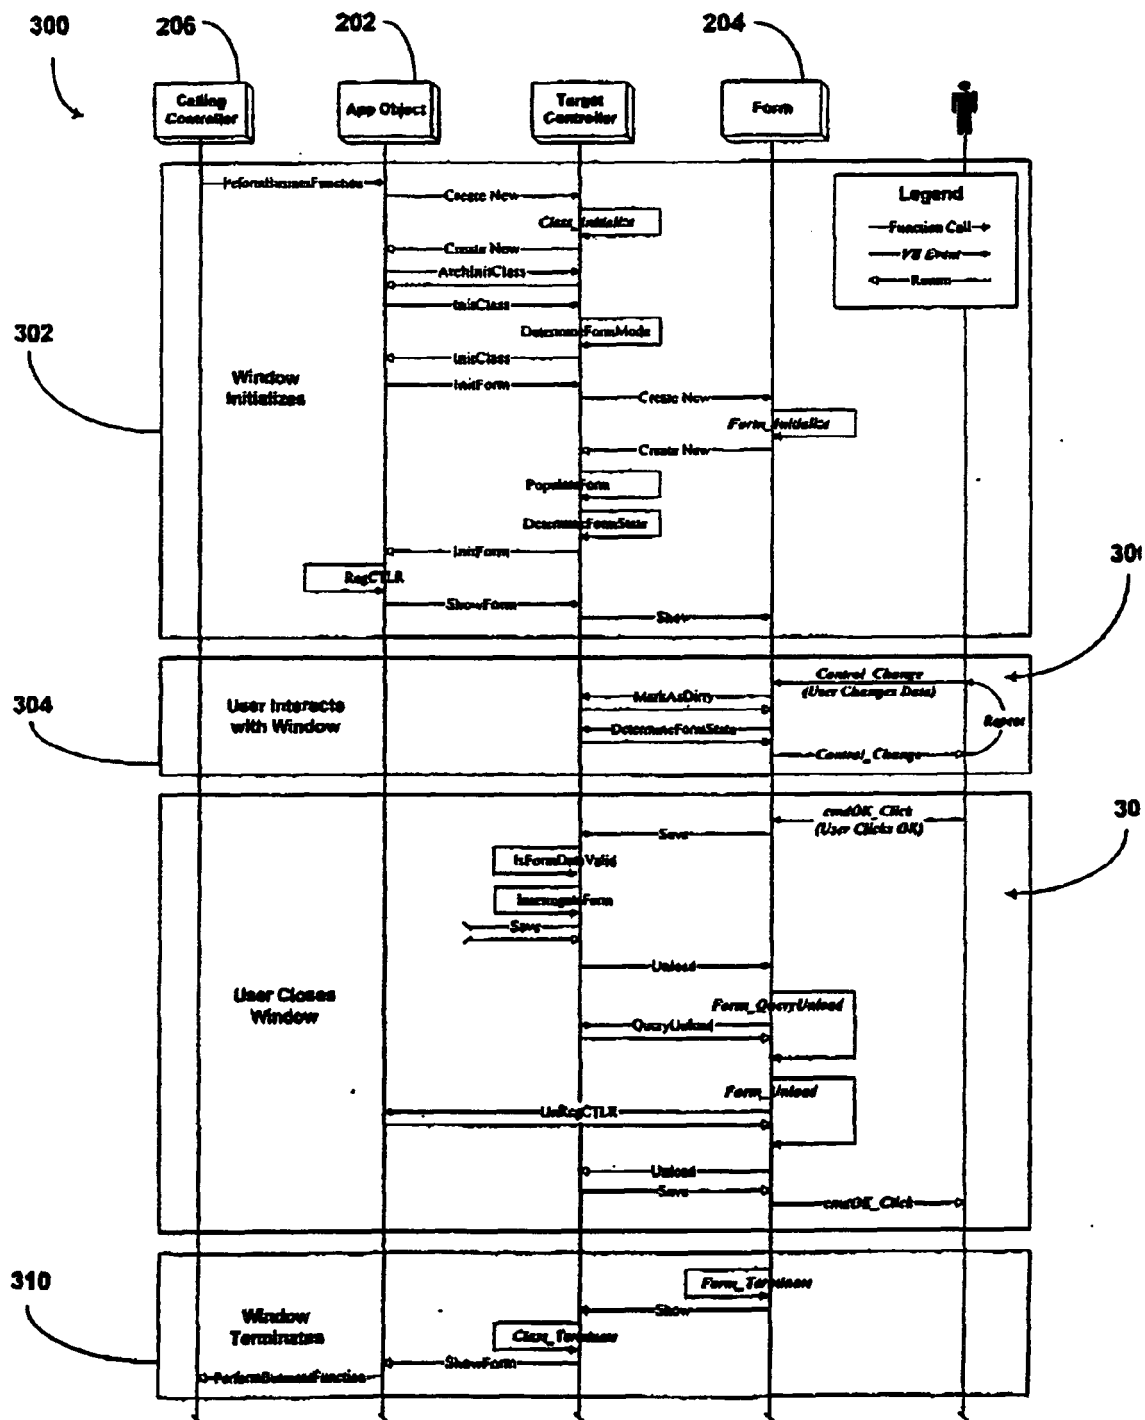 300
206
202
204
Calling
Controller
App Object
Target
Controller
Form
Legend
Function Call
VB Event
Return
Create New
Class_Initialize
Create New
ArchInitClass
InitClass
302
DetermineFormMode
InitClass
Window
Initializes
InitForm
Create New
Form_Initialize
Create New
PopulateForm
DetermineFormState
InitForm
RegCTLR
ShowForm
Show
30
304
User Interacts
with Window
Control_Change
(User Changes Data)
MarkAsDirty
Repeat
DetermineFormState
Control_Change
30
cmdOK_Click
(User Clicks OK)
Save
IsFormDataValid
InterrogateForm
Save
Unload
User Closes
Window
Form_QueryUnload
QueryUnload
Form_Unload
UnRegCTLR
Unload
Save
cmdOK_Click
310
Form_Terminate
Show
Window
Terminates
Class_Terminate
ShowForm
PerformBusinessFunction